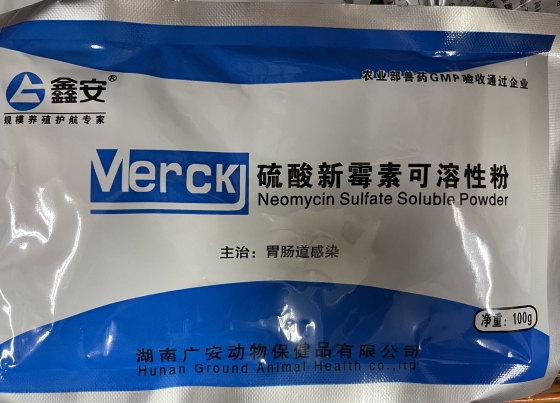 农业部兽药GMP验收通过企业
鑫安®
规模养殖护航专家
Merck
硫酸新霉素可溶性粉
Neomycin Sulfate Soluble Powder
主治：胃肠道感染
净重：100g
湖南广安动物保健品有限公司
Hunan Ground Animal Health co.,ltd